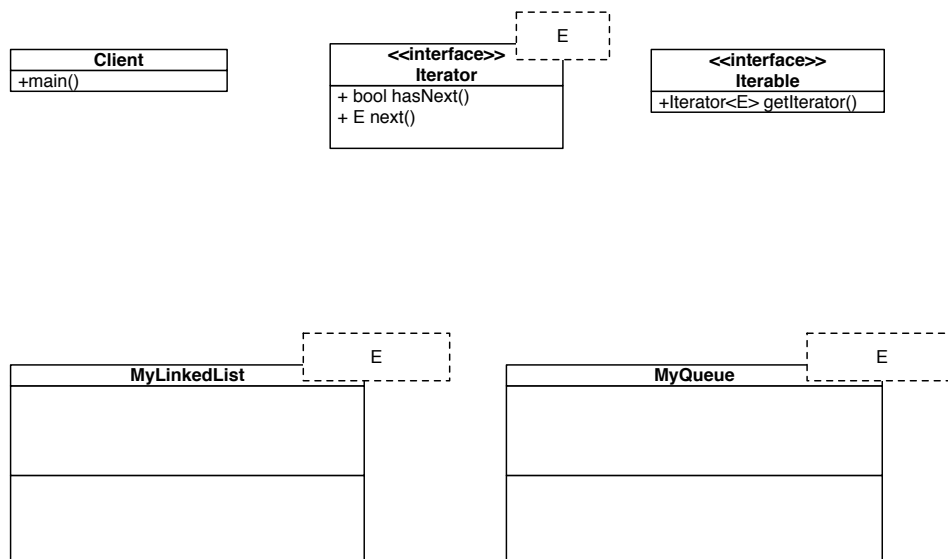 E
Client
+main()
<<interface>>
Iterator
+ bool hasNext()
+ E next()
<<interface>>
Iterable
+Iterator<E> getIterator()
E
MyLinkedList
E
MyQueue